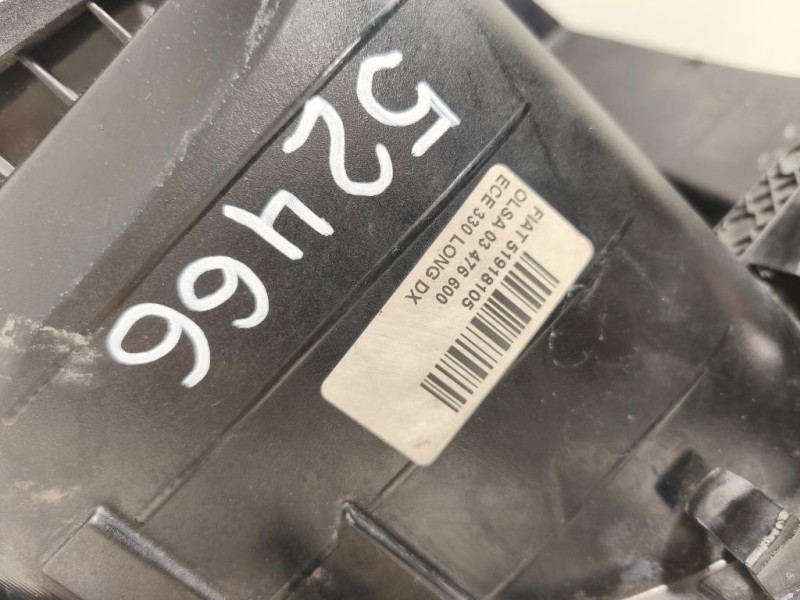 52466
FIAT 51918105
OLSA 03 476 600
ECE 330 LONG DX